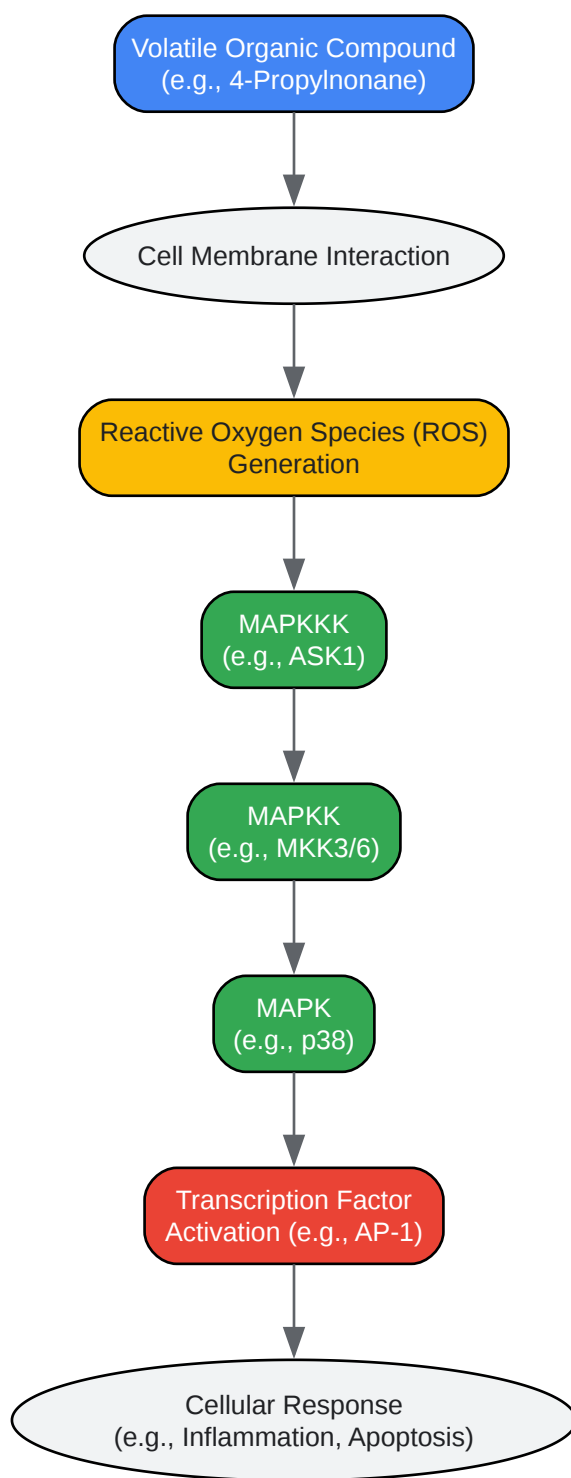 Volatile Organic Compound
(e.g., 4-Propylnonane)
Cell Membrane Interaction
Reactive Oxygen Species (ROS)
Generation
MAPKKK
(e.g., ASK1)
MAPKK
(e.g., MKK3/6)
MAPK
(e.g., p38)
Transcription Factor
Activation (e.g., AP-1)
Cellular Response
(e.g., Inflammation, Apoptosis)